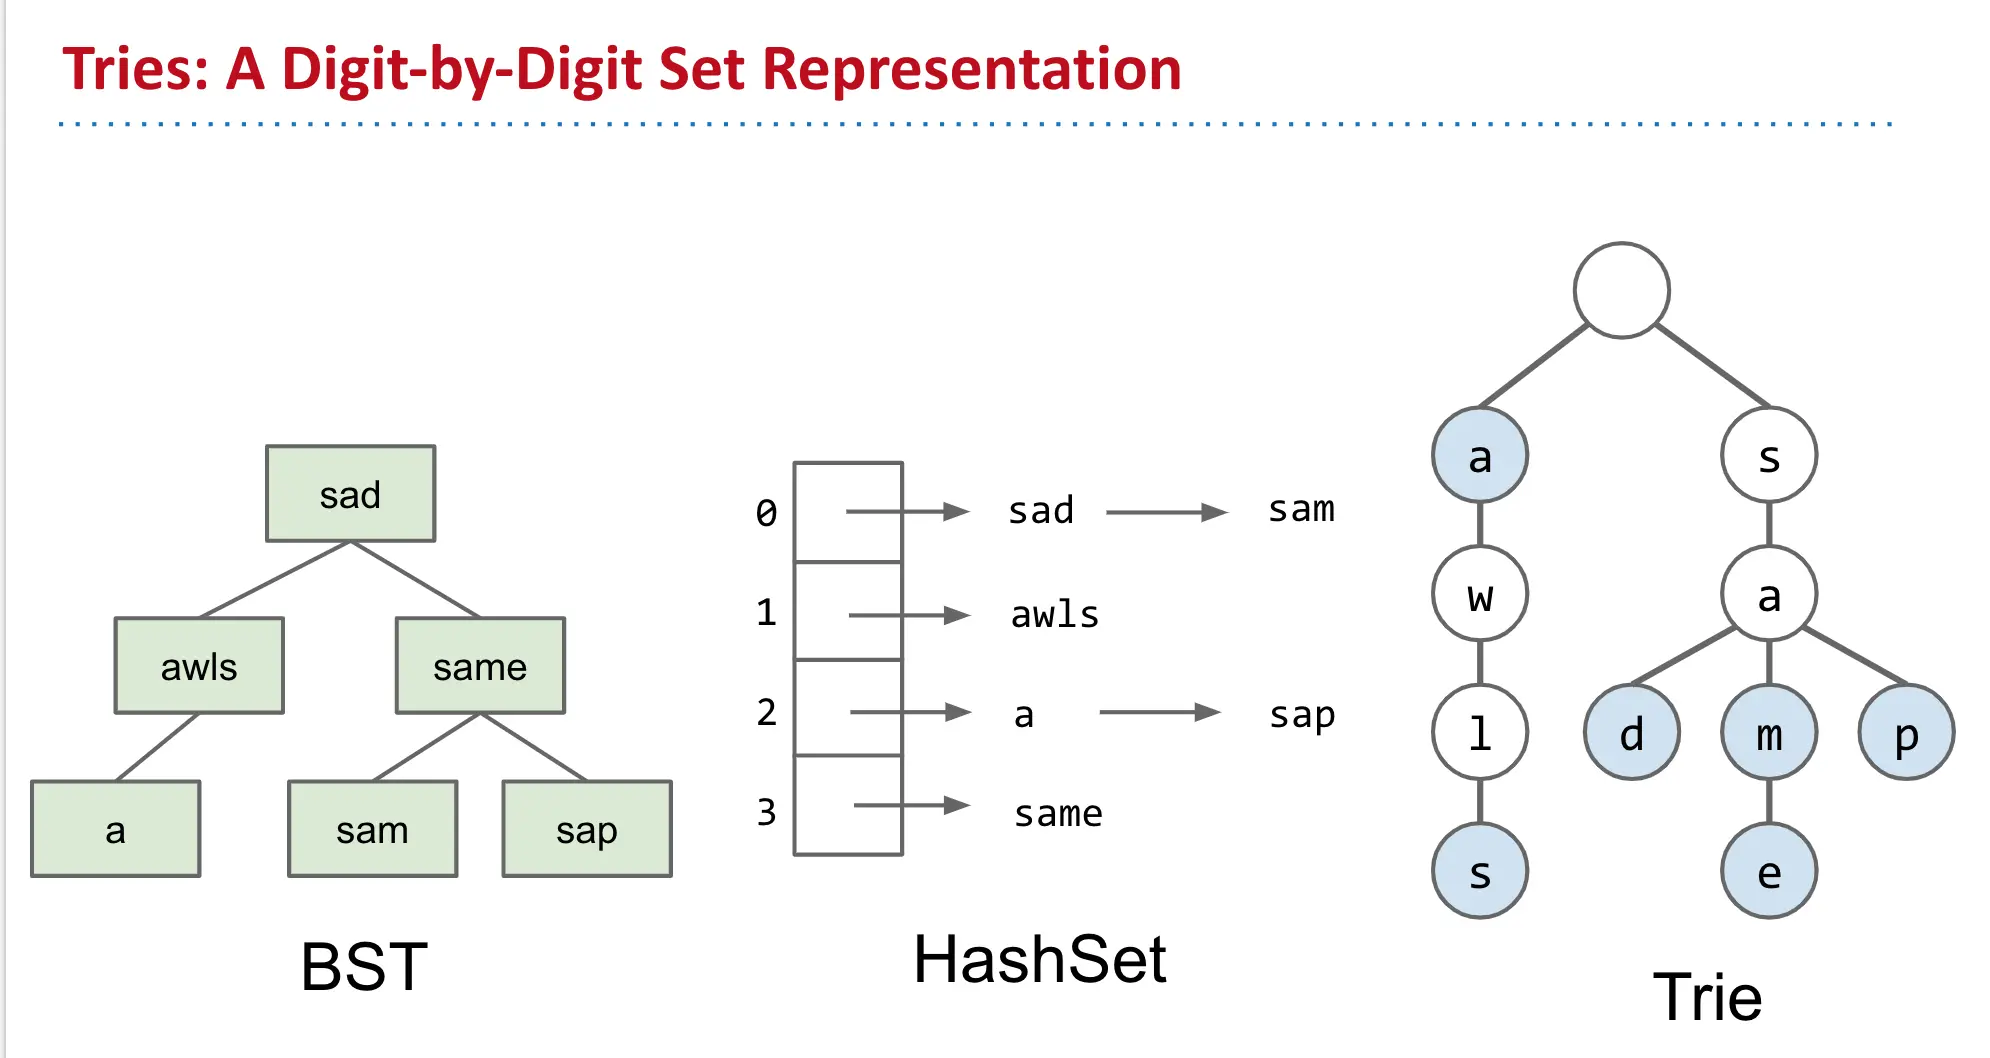 Tries: A Digit-by-Digit Set Representation
sad
awls
same
a
sam
sap
BST
0
sad
sam
1
awls
2
a
sap
3
same
HashSet
a
s
w
a
l
d
m
p
s
e
Trie